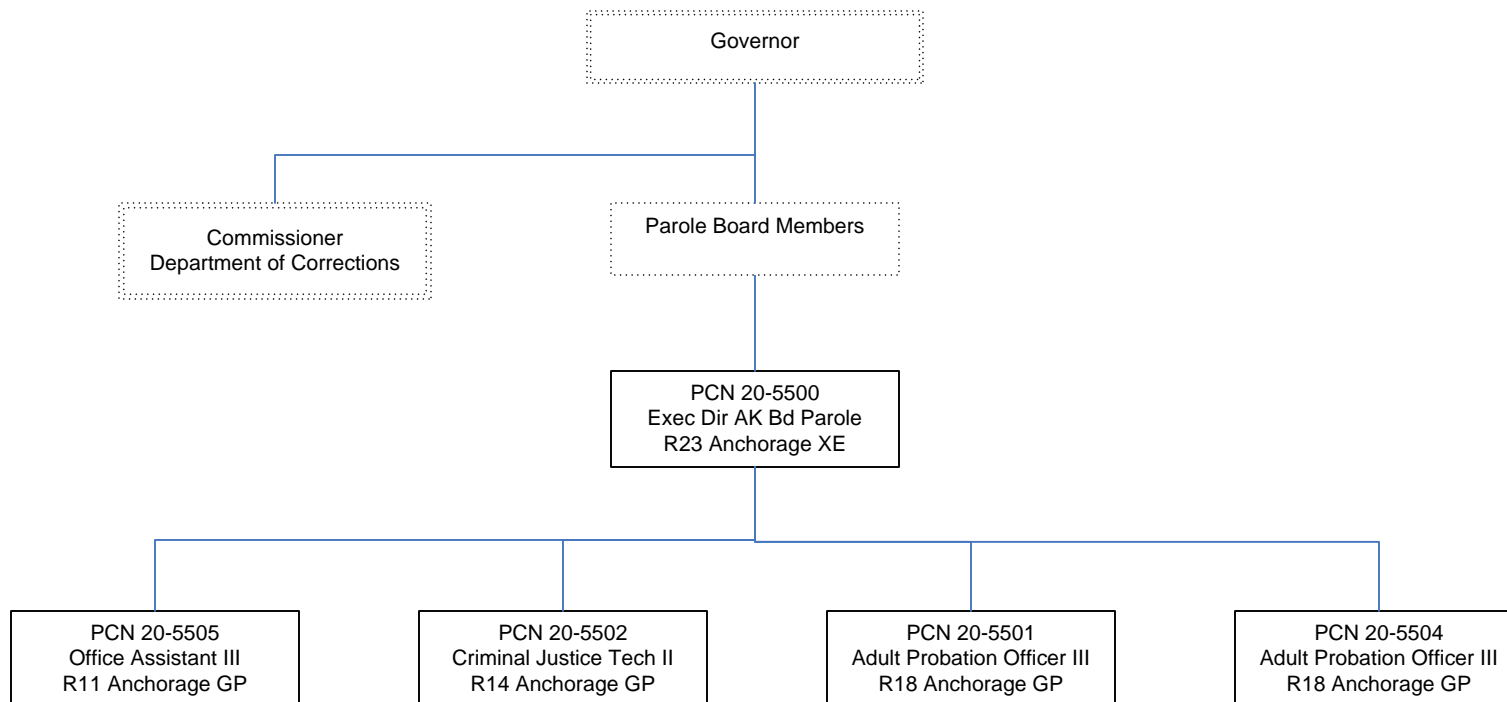 Governor
Commissioner
Department of Corrections
Parole Board Members
PCN 20-5500
Exec Dir AK Bd Parole
R23 Anchorage XE
PCN 20-5505
Office Assistant III
R11 Anchorage GP
PCN 20-5502
Criminal Justice Tech II
R14 Anchorage GP
PCN 20-5501
Adult Probation Officer III
R18 Anchorage GP
PCN 20-5504
Adult Probation Officer III
R18 Anchorage GP